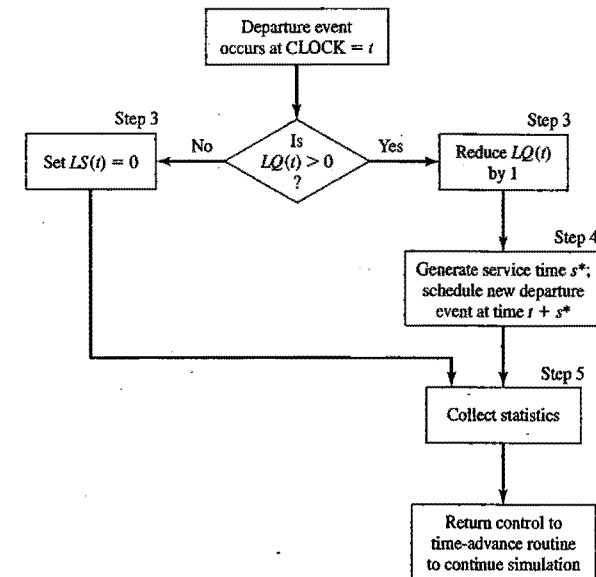 Departure event
occurs at CLOCK = t
Step 3
Set LS(t) = 0
No
Is
LQ(t) > 0
?
Yes
Step 3
Reduce LQ(t)
by 1
Step 4
Generate service time s*;
schedule new departure
event at time t + s*
Step 5
Collect statistics
Return control to
time-advance routine
to continue simulation